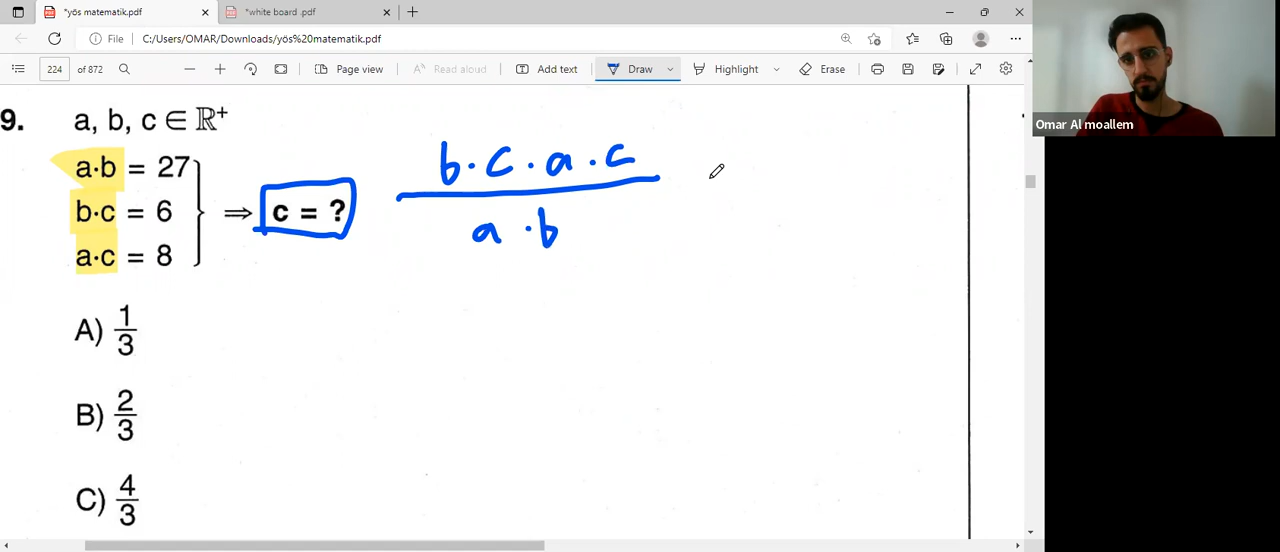 *yös matematik.pdf
*white board .pdf
File
C:/Users/OMAR/Downloads/yös%20matematik.pdf
224 of 872
Page view
Read aloud
Add text
Draw
Highlight
Erase
Omar Al moallem
9. a, b, c ∈ ℝ⁺
a·b = 27
b·c = 6
a·c = 8
⇒ c = ?
b·c·a·c
a·b
A) 1/3
B) 2/3
C) 4/3